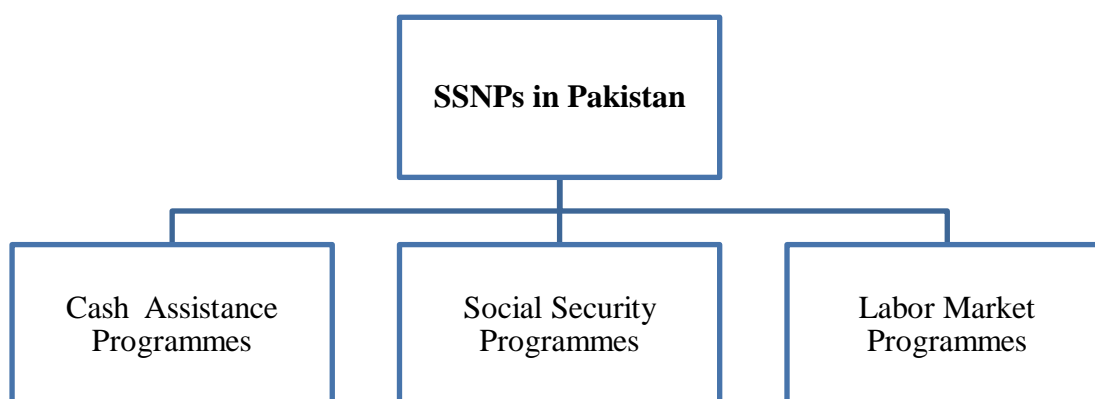 SSNPs in Pakistan
Cash Assistance
Programmes
Social Security
Programmes
Labor Market
Programmes